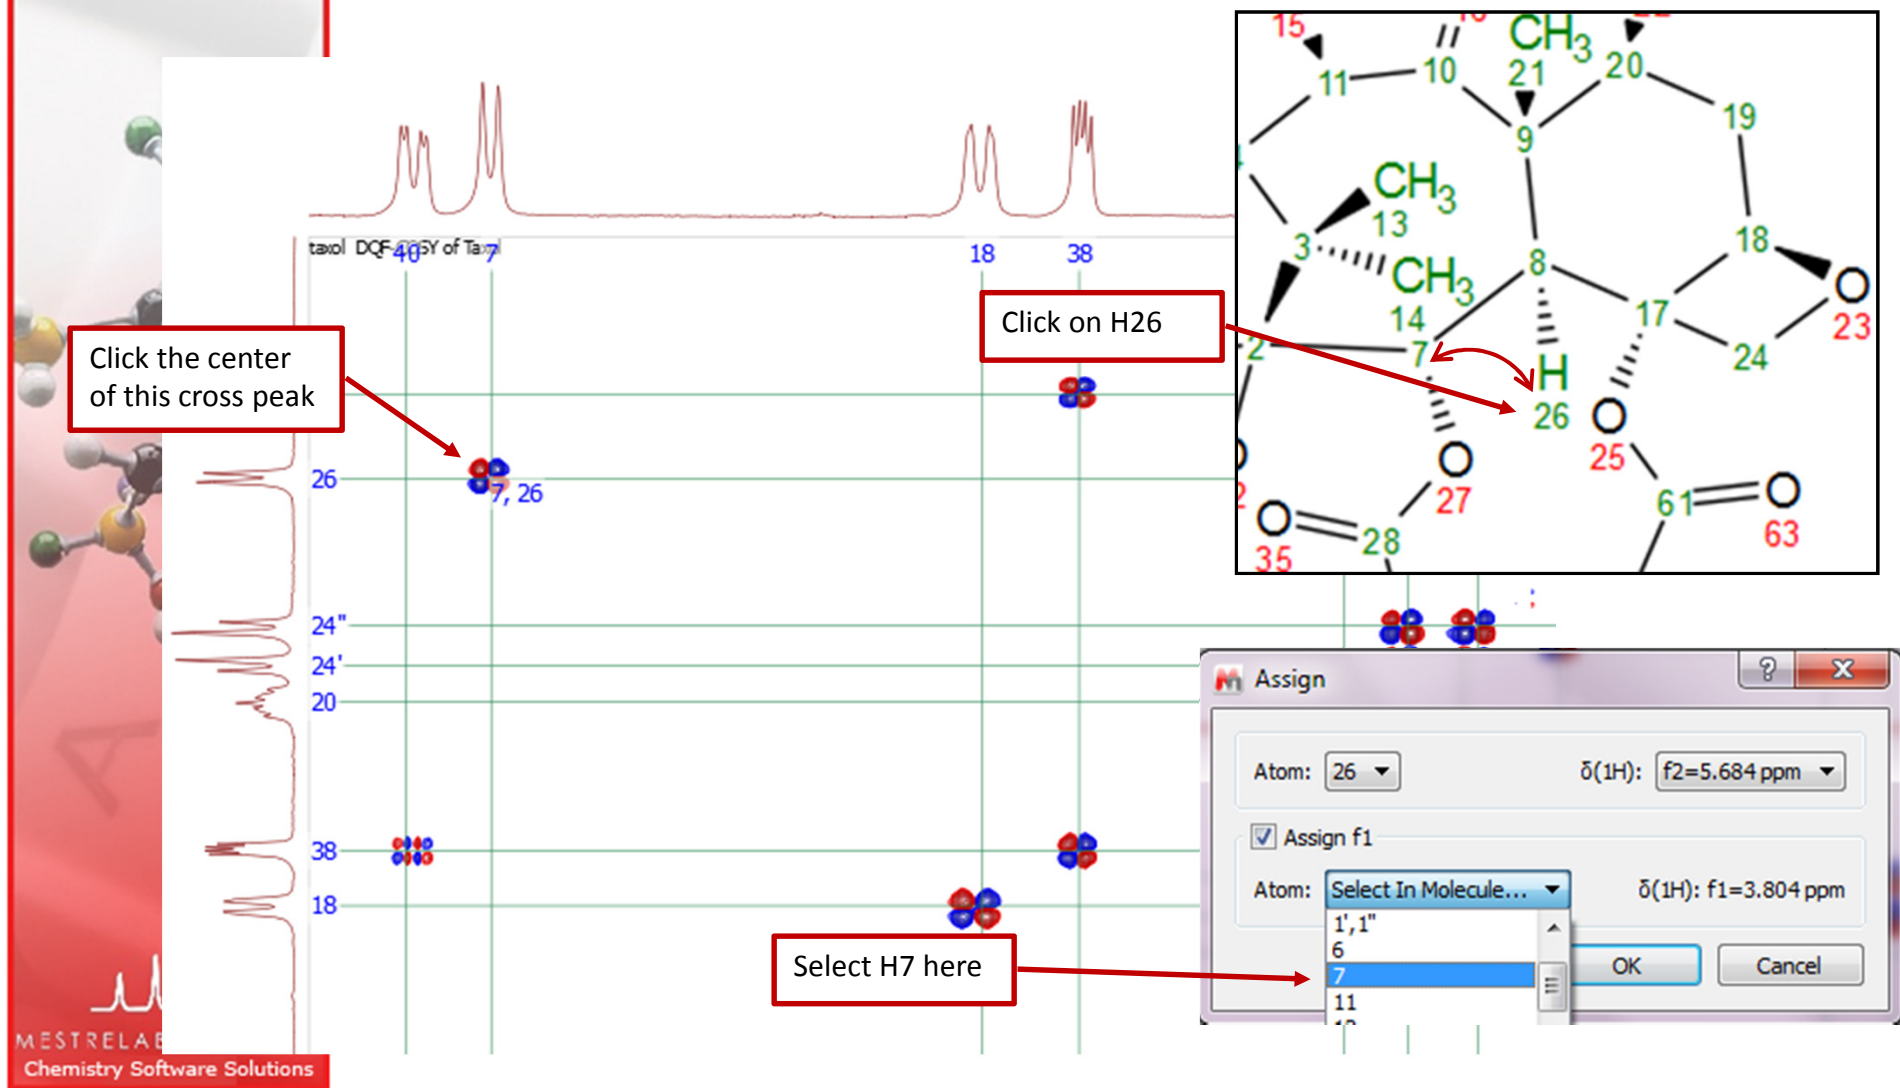 taxol DQF-COSY of Taxol
40
7
18
38
Click the center
of this cross peak
Click on H26
26
7, 26
24"
24'
20
38
18
Select H7 here
15
11
10
CH3
21
20
19
9
CH3
13
3
CH3
14
8
18
O
23
17
24
2
7
H
26
O
25
O
27
O
35
28
61
O
63
Assign
Atom: 26
δ(1H): f2=5.684 ppm
Assign f1
Atom: Select In Molecule...
δ(1H): f1=3.804 ppm
1',1"
6
7
11
OK
Cancel
Chemistry Software Solutions